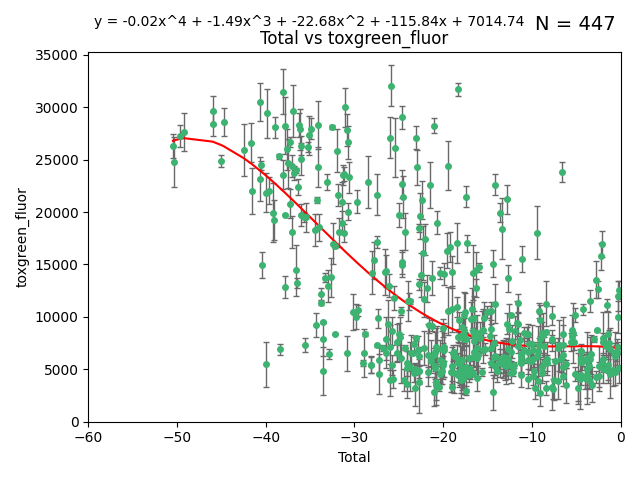 y = -0.02x^4 + -1.49x^3 + -22.68x^2 + -115.84x + 7014.74 N = 447
Total vs toxgreen_fluor
35000
30000
25000
20000
15000
10000
5000
0
toxgreen_fluor
−60 −50 −40 −30 −20 −10 0
Total